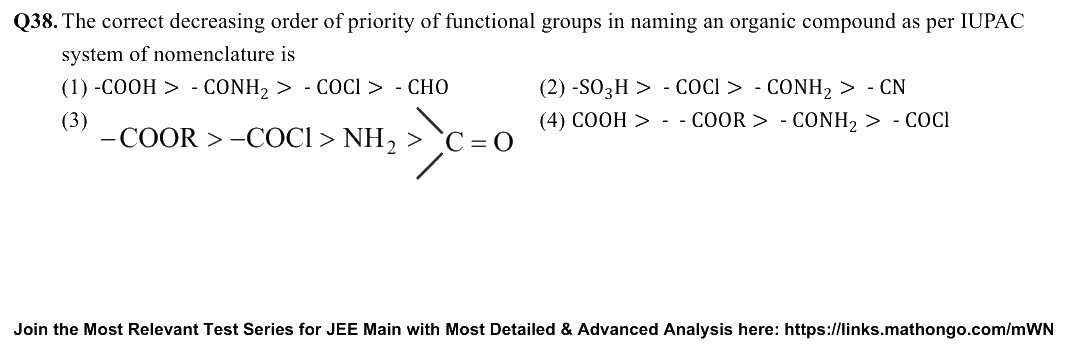 Q38. The correct decreasing order of priority of functional groups in naming an organic compound as per IUPAC
system of nomenclature is
(1) -COOH > - CONH₂ > - COCl > - CHO (2) -SO₃H > - COCl > - CONH₂ > - CN
(3) –COOR > –COCl > NH₂ > >C = O (4) COOH > - - COOR > - CONH₂ > - COCl
Join the Most Relevant Test Series for JEE Main with Most Detailed & Advanced Analysis here: https://links.mathongo.com/mWN